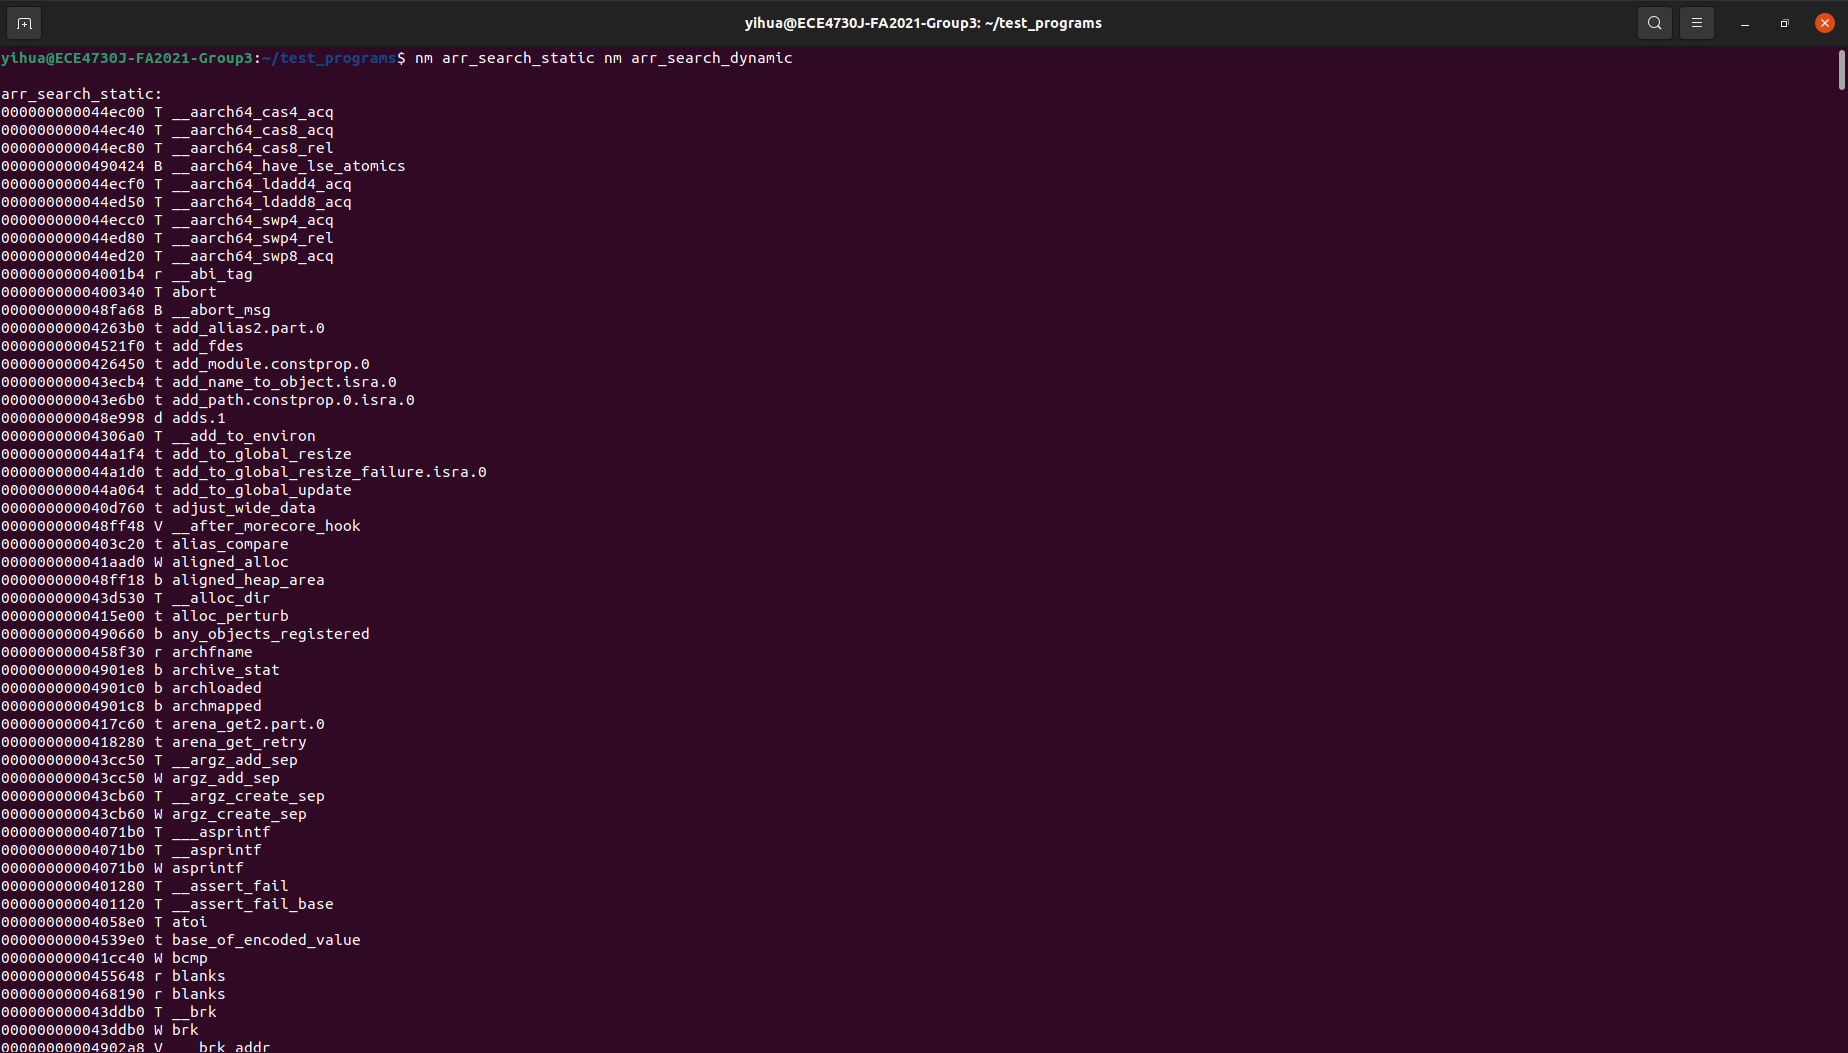 yihua@ECE4730J-FA2021-Group3: ~/test_programs
yihua@ECE4730J-FA2021-Group3:~/test_programs$ nm arr_search_static nm arr_search_dynamic
arr_search_static:
000000000044ec00 T __aarch64_cas4_acq
000000000044ec40 T __aarch64_cas8_acq
000000000044ec80 T __aarch64_cas8_rel
0000000000490424 B __aarch64_have_lse_atomics
000000000044ecf0 T __aarch64_ldadd4_acq
000000000044ed50 T __aarch64_ldadd8_acq
000000000044ecc0 T __aarch64_swp4_acq
000000000044ed80 T __aarch64_swp4_rel
000000000044ed20 T __aarch64_swp8_acq
00000000004001b4 r __abi_tag
0000000000400340 T abort
000000000048fa68 B __abort_msg
00000000004263b0 t add_alias2.part.0
00000000004521f0 t add_fdes
0000000000426450 t add_module.constprop.0
000000000043ecb4 t add_name_to_object.isra.0
000000000043e6b0 t add_path.constprop.0.isra.0
000000000048e998 d adds.1
00000000004306a0 T __add_to_environ
000000000044a1f4 t add_to_global_resize
000000000044a1d0 t add_to_global_resize_failure.isra.0
000000000044a064 t add_to_global_update
000000000040d760 t adjust_wide_data
000000000048ff48 V __after_morecore_hook
0000000000403c20 t alias_compare
000000000041aad0 W aligned_alloc
000000000048ff18 b aligned_heap_area
000000000043d530 T __alloc_dir
0000000000415e00 t alloc_perturb
0000000000490660 b any_objects_registered
0000000000458f30 r archfname
00000000004901e8 b archive_stat
00000000004901c0 b archloaded
00000000004901c8 b archmapped
0000000000417c60 t arena_get2.part.0
0000000000418280 t arena_get_retry
000000000043cc50 T __argz_add_sep
000000000043cc50 W argz_add_sep
000000000043cb60 T __argz_create_sep
000000000043cb60 W argz_create_sep
00000000004071b0 T ___asprintf
00000000004071b0 T __asprintf
00000000004071b0 W asprintf
0000000000401280 T __assert_fail
0000000000401120 T __assert_fail_base
00000000004058e0 T atoi
00000000004539e0 t base_of_encoded_value
000000000041cc40 W bcmp
0000000000455648 r blanks
0000000000468190 r blanks
000000000043ddb0 T __brk
000000000043ddb0 W brk
00000000004902a8 V ___brk_addr